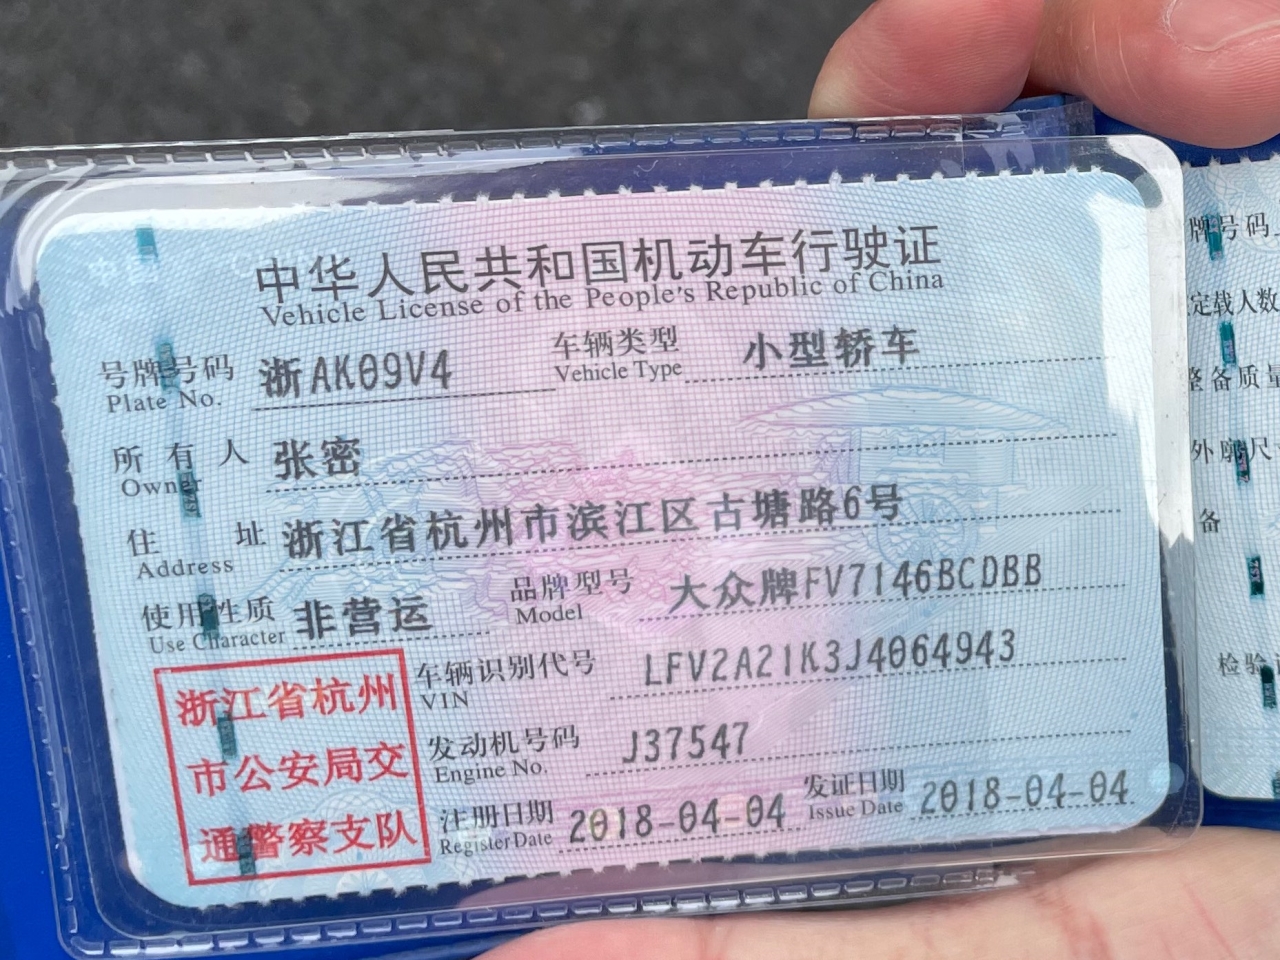 中华人民共和国机动车行驶证
Vehicle License of the People's Republic of China
号牌号码 浙AK09V4 车辆类型 小型轿车
Plate No. Vehicle Type
所有人 张密
Owner
住址 浙江省杭州市滨江区古塘路6号
Address
使用性质 非营运 品牌型号 大众牌FV7146BCDBB
Use Character Model
车辆识别代号 LFV2A21K3J4064943
VIN
发动机号码 J37547
Engine No.
注册日期 2018-04-04 发证日期 2018-04-04
Register Date Issue Date
浙江省杭州
市公安局交
通警察支队
牌号码
定载人数
整备质量
外廓尺
备
检验